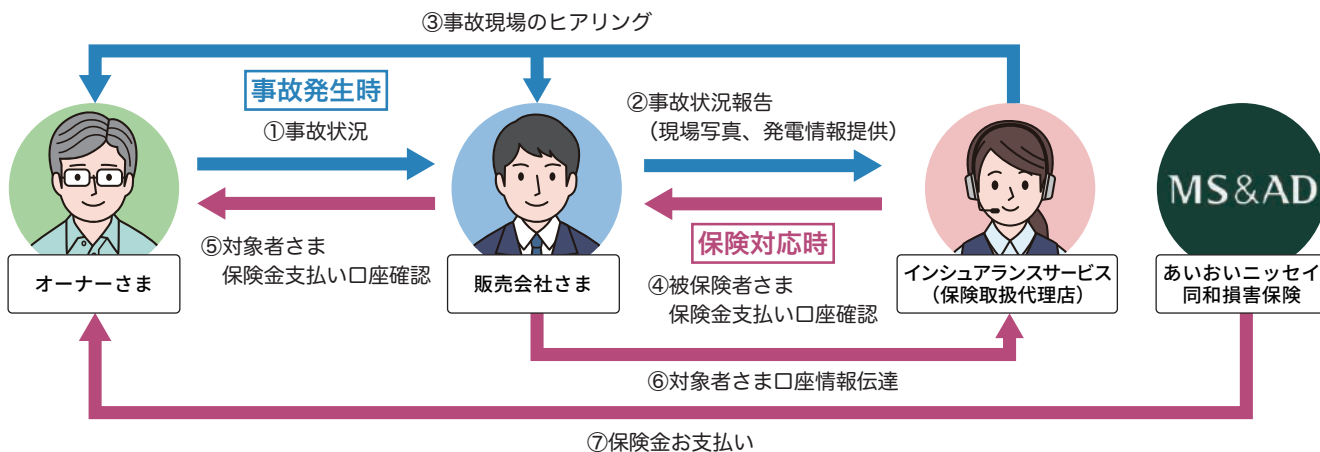 ③事故現場のヒアリング
事故発生時
①事故状況
②事故状況報告
（現場写真、発電情報提供）
MS&AD
⑤対象者さま
保険金支払い口座確認
保険対応時
④被保険者さま
保険金支払い口座確認
オーナーさま
販売会社さま
インシュアランスサービス
（保険取扱代理店）
あいおいニッセイ
同和損害保険
⑥対象者さま口座情報伝達
⑦保険金お支払い